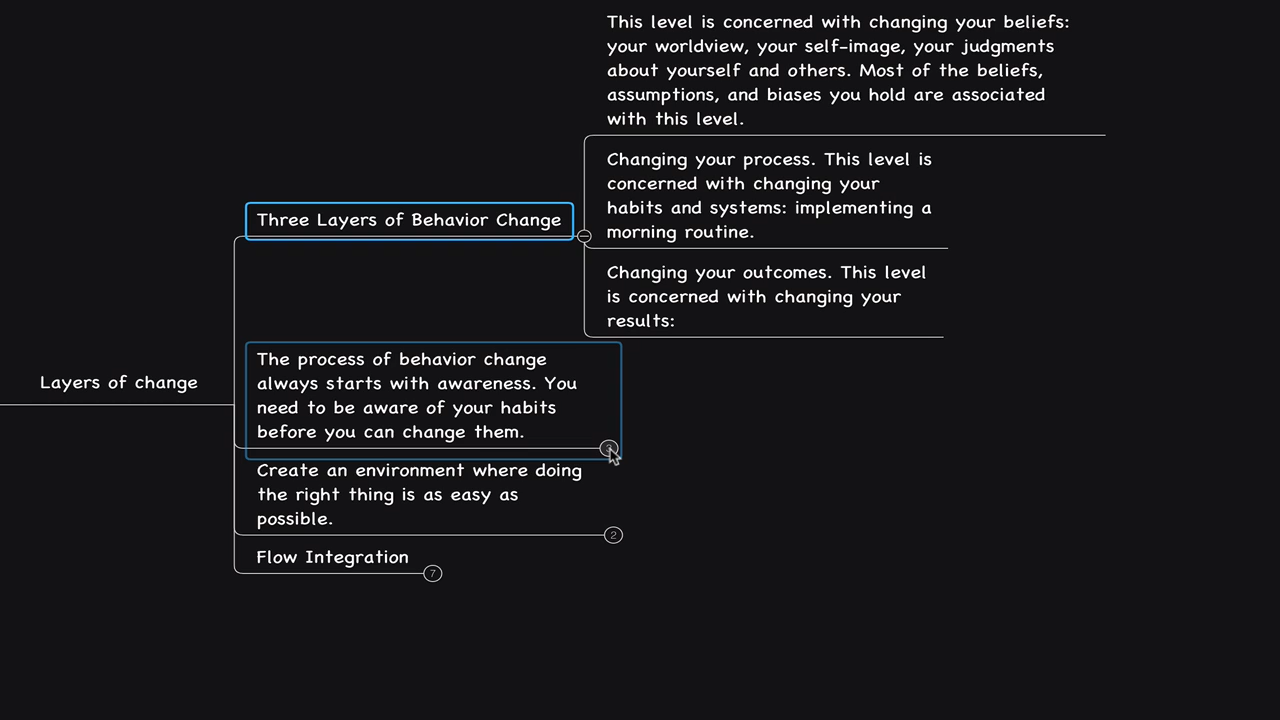 This level is concerned with changing your beliefs:
your worldview, your self-image, your judgments
about yourself and others. Most of the beliefs,
assumptions, and biases you hold are associated
with this level.
Changing your process. This level is
concerned with changing your
habits and systems: implementing a
morning routine.
Three Layers of Behavior Change
Changing your outcomes. This level
is concerned with changing your
results:
Layers of change
The process of behavior change
always starts with awareness. You
need to be aware of your habits
before you can change them.
Create an environment where doing
the right thing is as easy as
possible.
2
Flow Integration
7